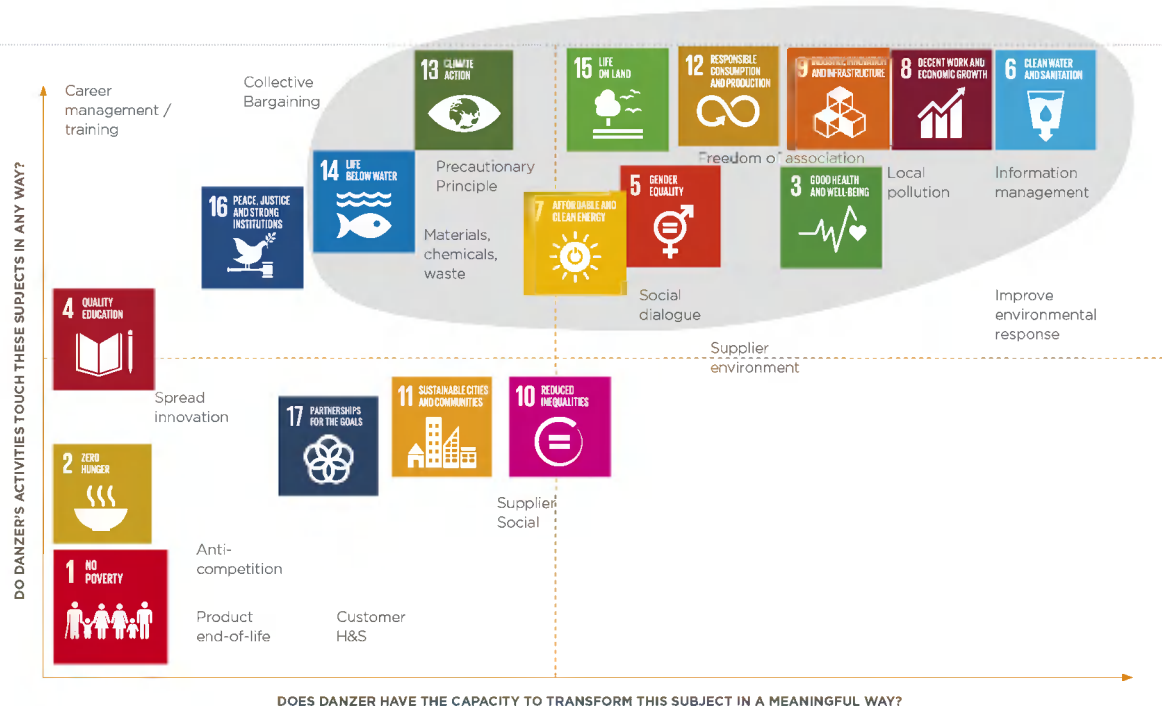 13 CLIMATE
ACTION
15 LIFE
ON LAND
12 RESPONSIBLE
CONSUMPTION
AND PRODUCTION
9 INDUSTRY, INNOVATION
AND INFRASTRUCTURE
8 DECENT WORK AND
ECONOMIC GROWTH
6 CLEAN WATER
AND SANITATION
Career
management /
training
Collective
Bargaining
14 LIFE
BELOW WATER
Precautionary
Principle
Freedom of association
16 PEACE, JUSTICE
AND STRONG
INSTITUTIONS
7 AFFORDABLE AND
CLEAN ENERGY
5 GENDER
EQUALITY
3 GOOD HEALTH
AND WELL-BEING
Local
pollution
Information
management
Materials,
chemicals,
waste
4 QUALITY
EDUCATION
Social
dialogue
Improve
environmental
response
Supplier
environment
Spread
innovation
17 PARTNERSHIPS
FOR THE GOALS
11 SUSTAINABLE CITIES
AND COMMUNITIES
10 REDUCED
INEQUALITIES
2 ZERO
HUNGER
Supplier
Social
1 NO
POVERTY
Anti-
competition
Product
end-of-life
Customer
H&S
DO DANZER'S ACTIVITIES TOUCH THESE SUBJECTS IN ANY WAY?
DOES DANZER HAVE THE CAPACITY TO TRANSFORM THIS SUBJECT IN A MEANINGFUL WAY?